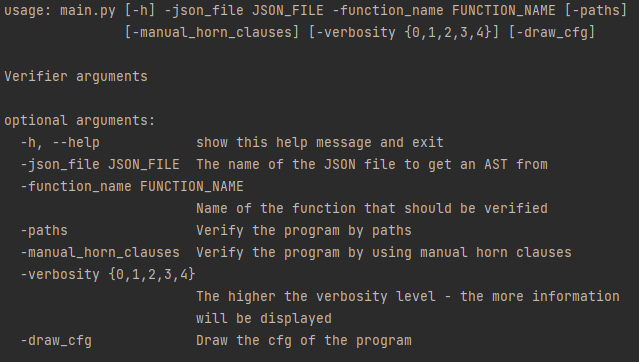 usage: main.py [-h] -json_file JSON_FILE -function_name FUNCTION_NAME [-paths]
               [-manual_horn_clauses] [-verbosity {0,1,2,3,4}] [-draw_cfg]

Verifier arguments

optional arguments:
  -h, --help            show this help message and exit
  -json_file JSON_FILE  The name of the JSON file to get an AST from
  -function_name FUNCTION_NAME
                        Name of the function that should be verified
  -paths                Verify the program by paths
  -manual_horn_clauses  Verify the program by using manual horn clauses
  -verbosity {0,1,2,3,4}
                        The higher the verbosity level - the more information
                        will be displayed
  -draw_cfg             Draw the cfg of the program